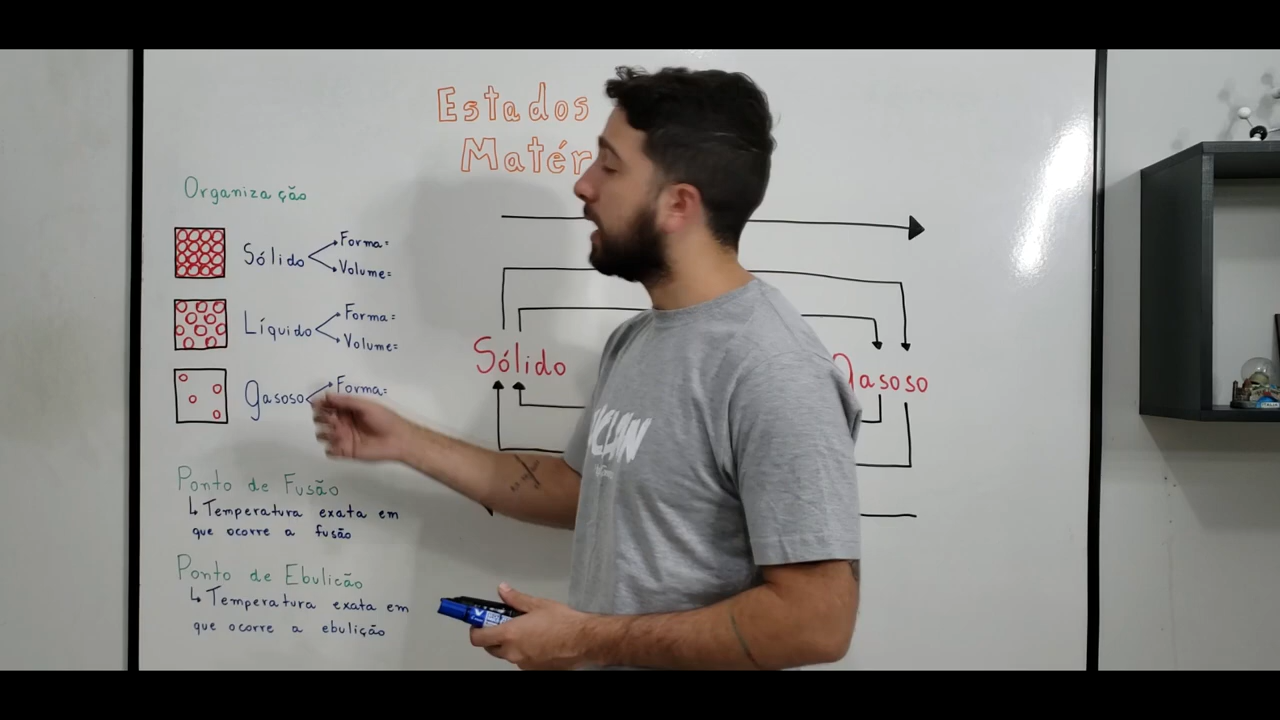 Estados
Matér
Organização
Sólido
Forma=
Volume=
Líquido
Forma=
Volume=
gasoso
Forma=
Ponto de Fusão
↳ Temperatura exata em
que ocorre a fusão
Ponto de Ebulição
↳ Temperatura exata em
que ocorre a ebulição
Sólido
gasoso